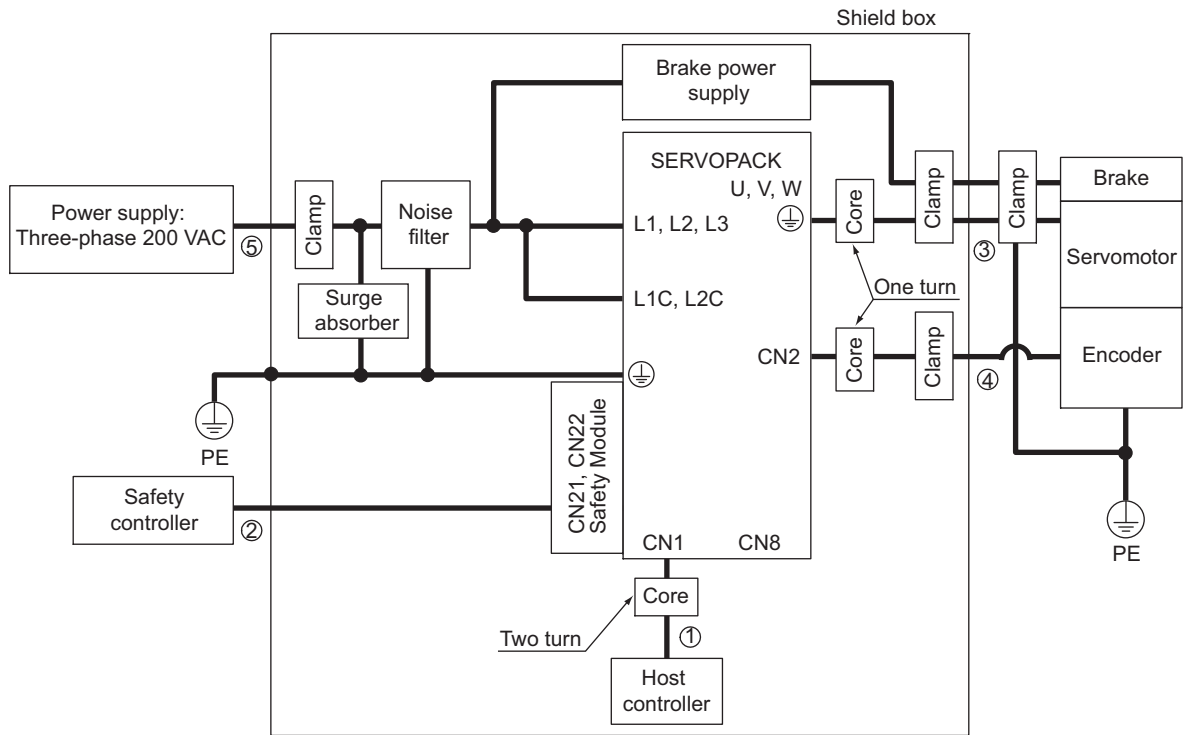 Shield box
Brake power
supply
SERVOPACK
U, V, W
Clamp
Clamp
Brake
Power supply:
Three-phase 200 VAC
⑤
Clamp
Noise
filter
L1, L2, L3
Core
③
Servomotor
Surge
absorber
L1C, L2C
One turn
CN2
Core
Clamp
④
Encoder
PE
CN21, CN22
Safety Module
Safety
controller
②
PE
CN1
CN8
Core
Two turn
①
Host
controller